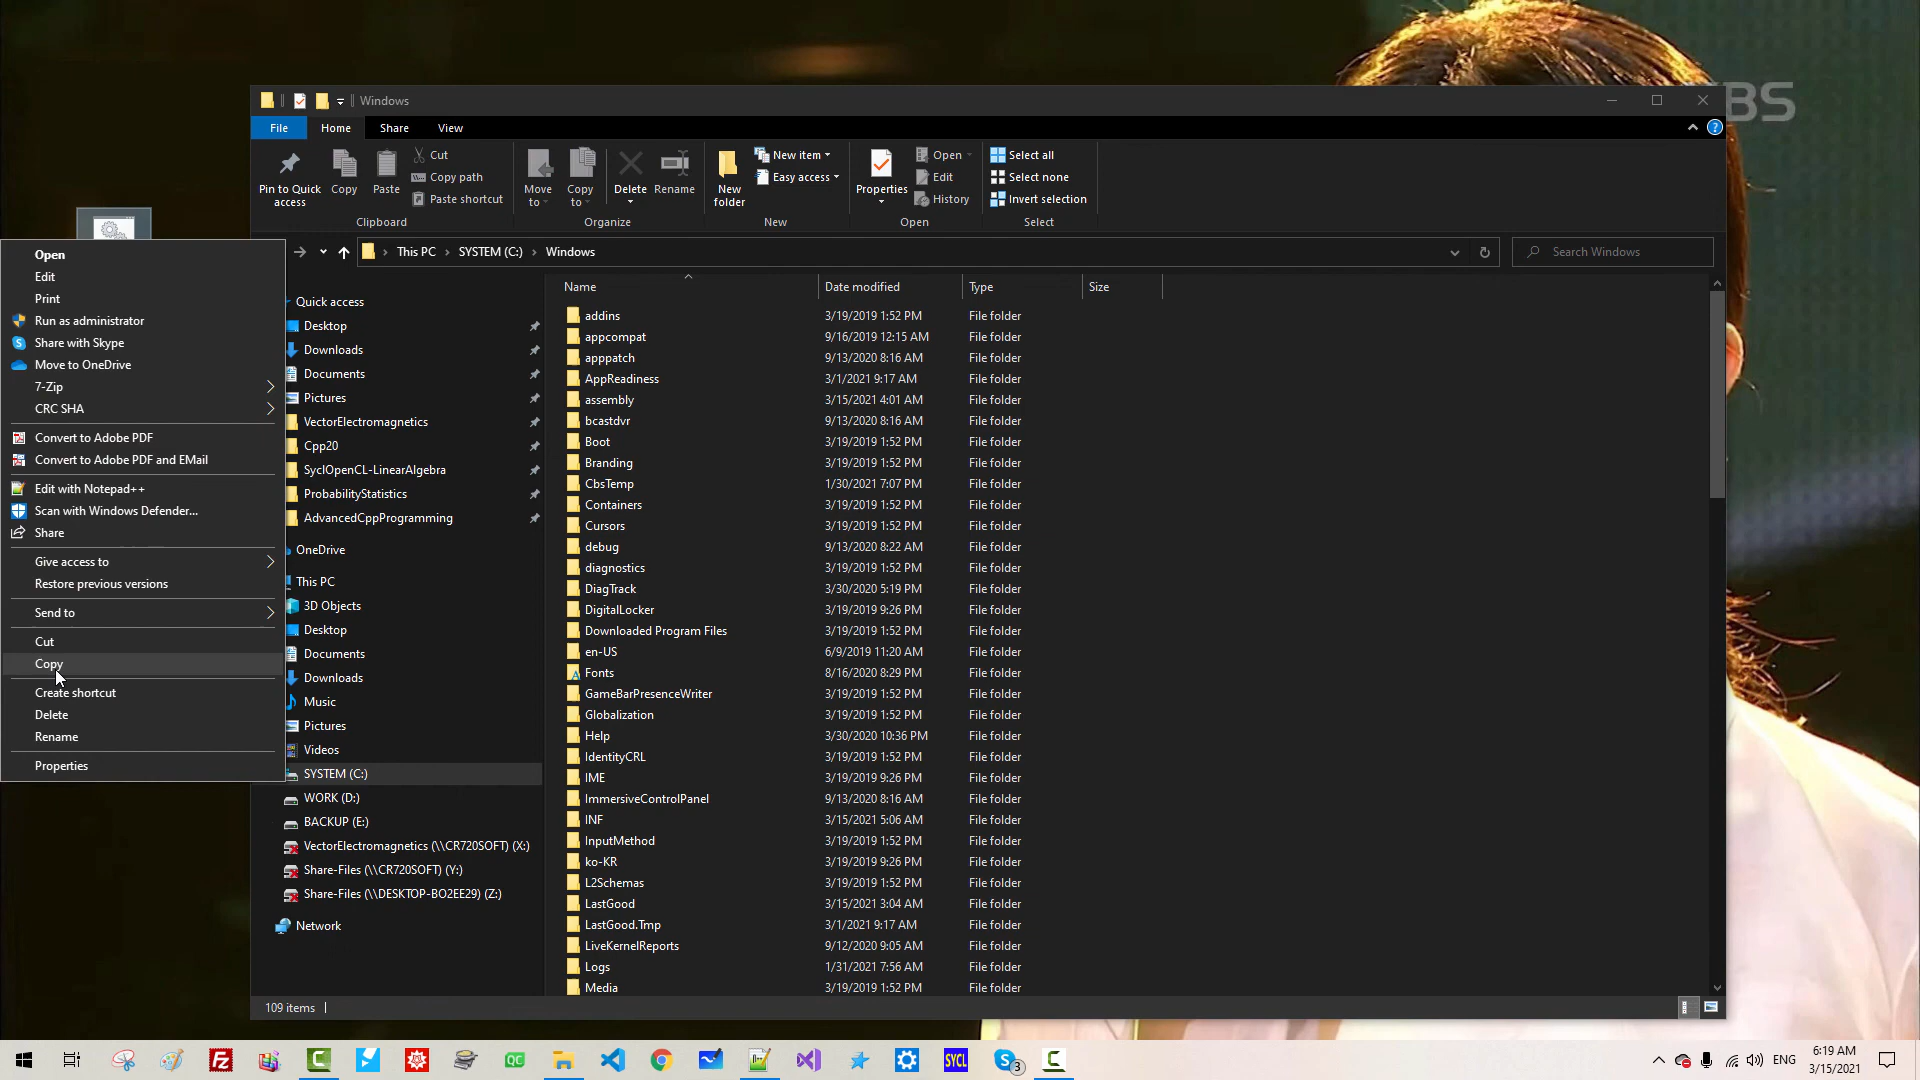 Windows
BS
File
Home
Share
View
Pin to Quick access
Copy
Paste
Cut
Copy path
Paste shortcut
Clipboard
Move to
Copy to
Delete
Rename
Organize
New folder
New item
Easy access
New
Properties
Open
Edit
History
Open
Select all
Select none
Invert selection
Select
This PC
SYSTEM (C:)
Windows
Search Windows
Open
Edit
Print
Run as administrator
Share with Skype
Move to OneDrive
7-Zip
CRC SHA
Convert to Adobe PDF
Convert to Adobe PDF and EMail
Edit with Notepad++
Scan with Windows Defender...
Share
Give access to
Restore previous versions
Send to
Cut
Copy
Create shortcut
Delete
Rename
Properties
Quick access
Desktop
Downloads
Documents
Pictures
VectorElectromagnetics
Cpp20
SyclOpenCL-LinearAlgebra
ProbabilityStatistics
AdvancedCppProgramming
OneDrive
This PC
3D Objects
Desktop
Documents
Downloads
Music
Pictures
Videos
SYSTEM (C:)
WORK (D:)
BACKUP (E:)
VectorElectromagnetics (\\CR720SOFT) (X:)
Share-Files (\\CR720SOFT) (Y:)
Share-Files (\\DESKTOP-BO2EE29) (Z:)
Network
Name Date modified Type Size
addins 3/19/2019 1:52 PM File folder
appcompat 9/16/2019 12:15 AM File folder
apppatch 9/13/2020 8:16 AM File folder
AppReadiness 3/1/2021 9:17 AM File folder
assembly 3/15/2021 4:01 AM File folder
bcastdvr 9/13/2020 8:16 AM File folder
Boot 3/19/2019 1:52 PM File folder
Branding 3/19/2019 1:52 PM File folder
CbsTemp 1/30/2021 7:07 PM File folder
Containers 3/19/2019 1:52 PM File folder
Cursors 3/19/2019 1:52 PM File folder
debug 9/13/2020 8:22 AM File folder
diagnostics 3/19/2019 1:52 PM File folder
DiagTrack 3/30/2020 5:19 PM File folder
DigitalLocker 3/19/2019 9:26 PM File folder
Downloaded Program Files 3/19/2019 1:52 PM File folder
en-US 6/9/2019 11:20 AM File folder
Fonts 8/16/2020 8:29 PM File folder
GameBarPresenceWriter 3/19/2019 1:52 PM File folder
Globalization 3/19/2019 1:52 PM File folder
Help 3/30/2020 10:36 PM File folder
IdentityCRL 3/19/2019 1:52 PM File folder
IME 3/19/2019 9:26 PM File folder
ImmersiveControlPanel 9/13/2020 8:16 AM File folder
INF 3/15/2021 5:06 AM File folder
InputMethod 3/19/2019 1:52 PM File folder
ko-KR 3/19/2019 9:26 PM File folder
L2Schemas 3/19/2019 1:52 PM File folder
LastGood 3/15/2021 3:04 AM File folder
LastGood.Tmp 3/1/2021 9:17 AM File folder
LiveKernelReports 9/12/2020 9:05 AM File folder
Logs 1/31/2021 7:56 AM File folder
Media 3/19/2019 1:52 PM File folder
109 items
QC
SYCL
3
ENG
6:19 AM
3/15/2021